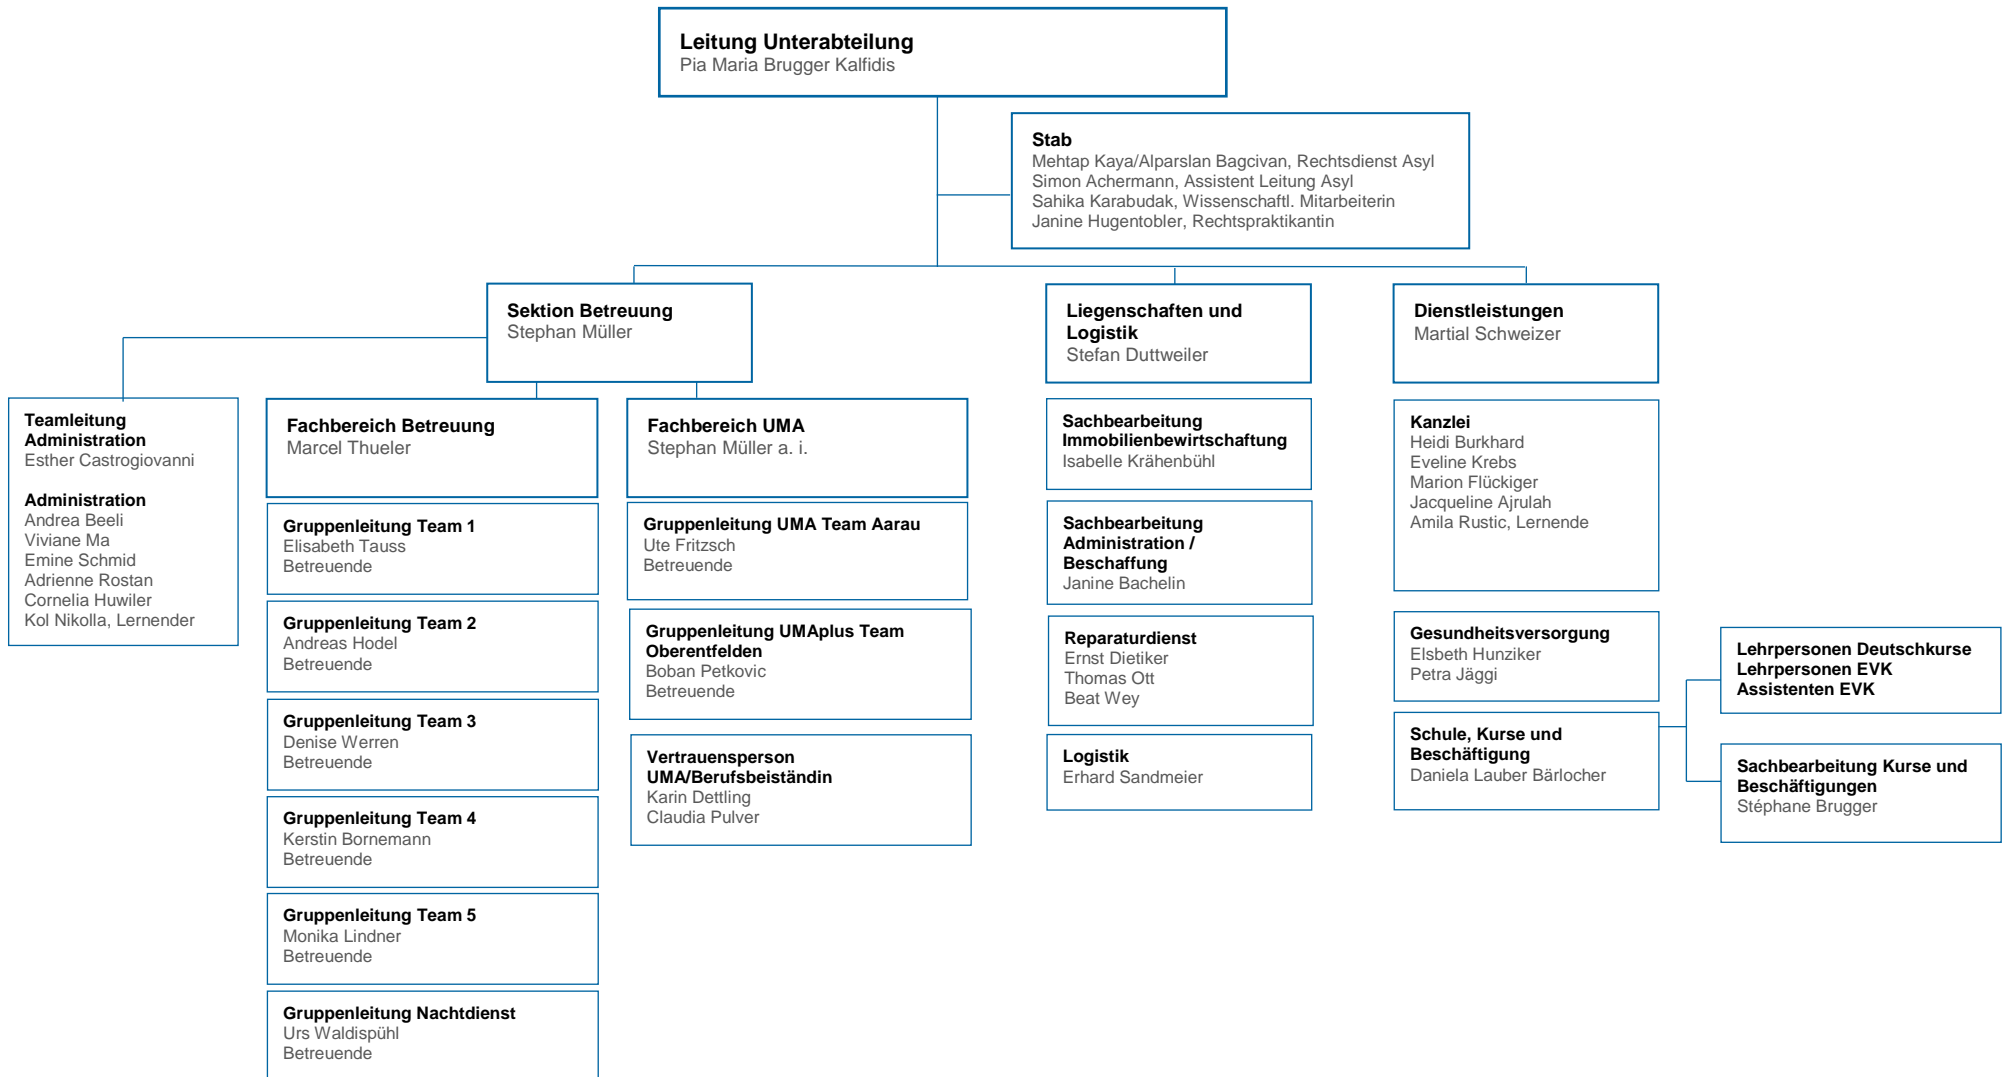 Leitung Unterabteilung
Pia Maria Brugger Kalfidis
Stab
Mehtap Kaya/Alparslan Bagcivan, Rechtsdienst Asyl
Simon Achermann, Assistent Leitung Asyl
Sahika Karabudak, Wissenschaftl. Mitarbeiterin
Janine Hugentobler, Rechtspraktikantin
Sektion Betreuung
Stephan Müller
Liegenschaften und
Logistik
Stefan Duttweiler
Dienstleistungen
Martial Schweizer
Teamleitung
Administration
Esther Castrogiovanni
Administration
Andrea Beeli
Viviane Ma
Emine Schmid
Adrienne Rostan
Cornelia Huwiler
Kol Nikolla, Lernender
Fachbereich Betreuung
Marcel Thueler
Gruppenleitung Team 1
Elisabeth Tauss
Betreuende
Gruppenleitung Team 2
Andreas Hodel
Betreuende
Gruppenleitung Team 3
Denise Werren
Betreuende
Gruppenleitung Team 4
Kerstin Bornemann
Betreuende
Gruppenleitung Team 5
Monika Lindner
Betreuende
Gruppenleitung Nachtdienst
Urs Waldispühl
Betreuende
Fachbereich UMA
Stephan Müller a. i.
Gruppenleitung UMA Team Aarau
Ute Fritzsch
Betreuende
Gruppenleitung UMAplus Team
Oberentfelden
Boban Petkovic
Betreuende
Vertrauensperson
UMA/Berufsbeiständin
Karin Dettling
Claudia Pulver
Sachbearbeitung
Immobilienbewirtschaftung
Isabelle Krähenbühl
Sachbearbeitung
Administration /
Beschaffung
Janine Bachelin
Reparaturdienst
Ernst Dietiker
Thomas Ott
Beat Wey
Logistik
Erhard Sandmeier
Kanzlei
Heidi Burkhard
Eveline Krebs
Marion Flückiger
Jacqueline Ajrulah
Amila Rustic, Lernende
Gesundheitsversorgung
Elsbeth Hunziker
Petra Jäggi
Schule, Kurse und
Beschäftigung
Daniela Lauber Bärlocher
Lehrpersonen Deutschkurse
Lehrpersonen EVK
Assistenten EVK
Sachbearbeitung Kurse und
Beschäftigungen
Stéphane Brugger